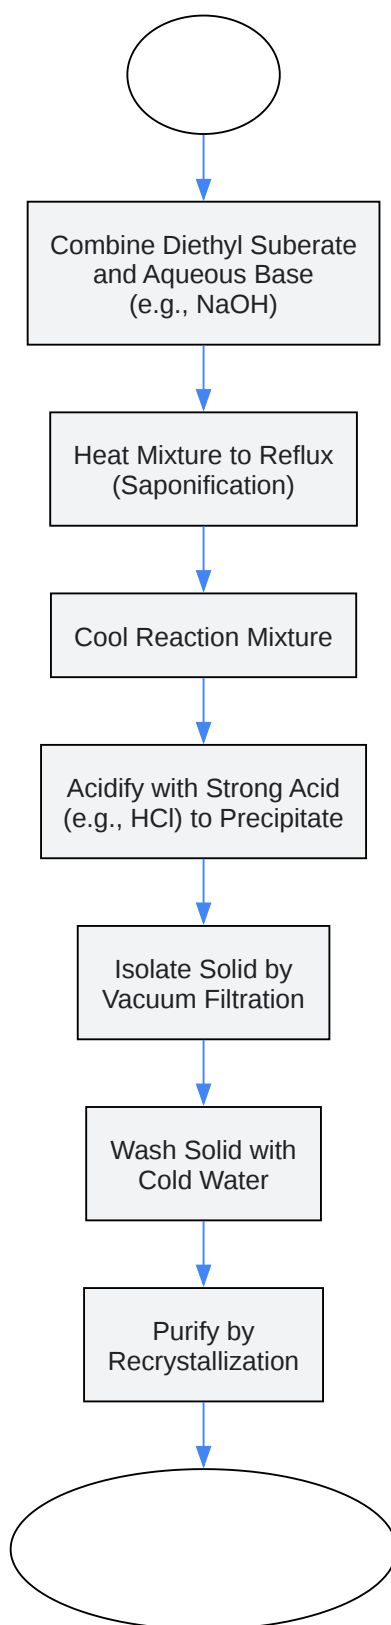 Combine Diethyl Suberate
and Aqueous Base
(e.g., NaOH)
Heat Mixture to Reflux
(Saponification)
Cool Reaction Mixture
Acidify with Strong Acid
(e.g., HCl) to Precipitate
Isolate Solid by
Vacuum Filtration
Wash Solid with
Cold Water
Purify by
Recrystallization